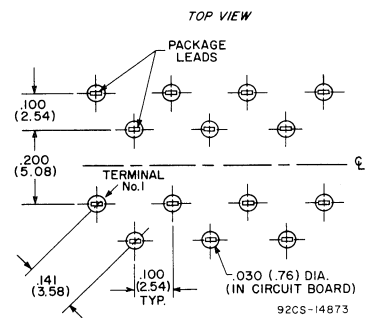 TOP VIEW
PACKAGE
LEADS
.100
(2.54)
.200
(5.08)
℄
TERMINAL
No.1
.141
(3.58)
.100
(2.54)
TYP.
.030 (.76) DIA.
(IN CIRCUIT BOARD)
92CS-14873